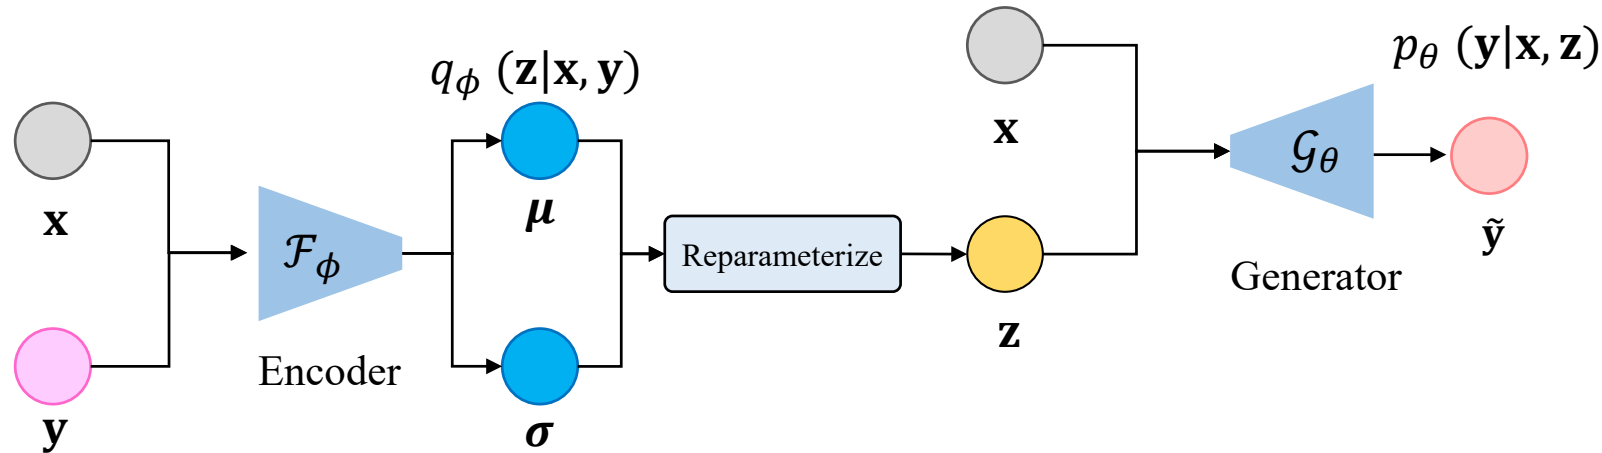 x
y
ℱ_ϕ
Encoder
q_ϕ (z|x, y)
μ
σ
Reparameterize
x
z
𝒢_θ
Generator
p_θ (y|x, z)
ỹ